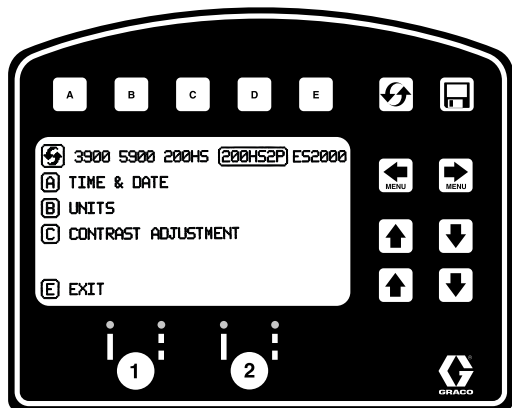 A B C D E
3900 5900 200HS 200HS2P ES2000
A TIME & DATE
MENU MENU
B UNITS
C CONTRAST ADJUSTMENT
E EXIT
1 2
GRACO